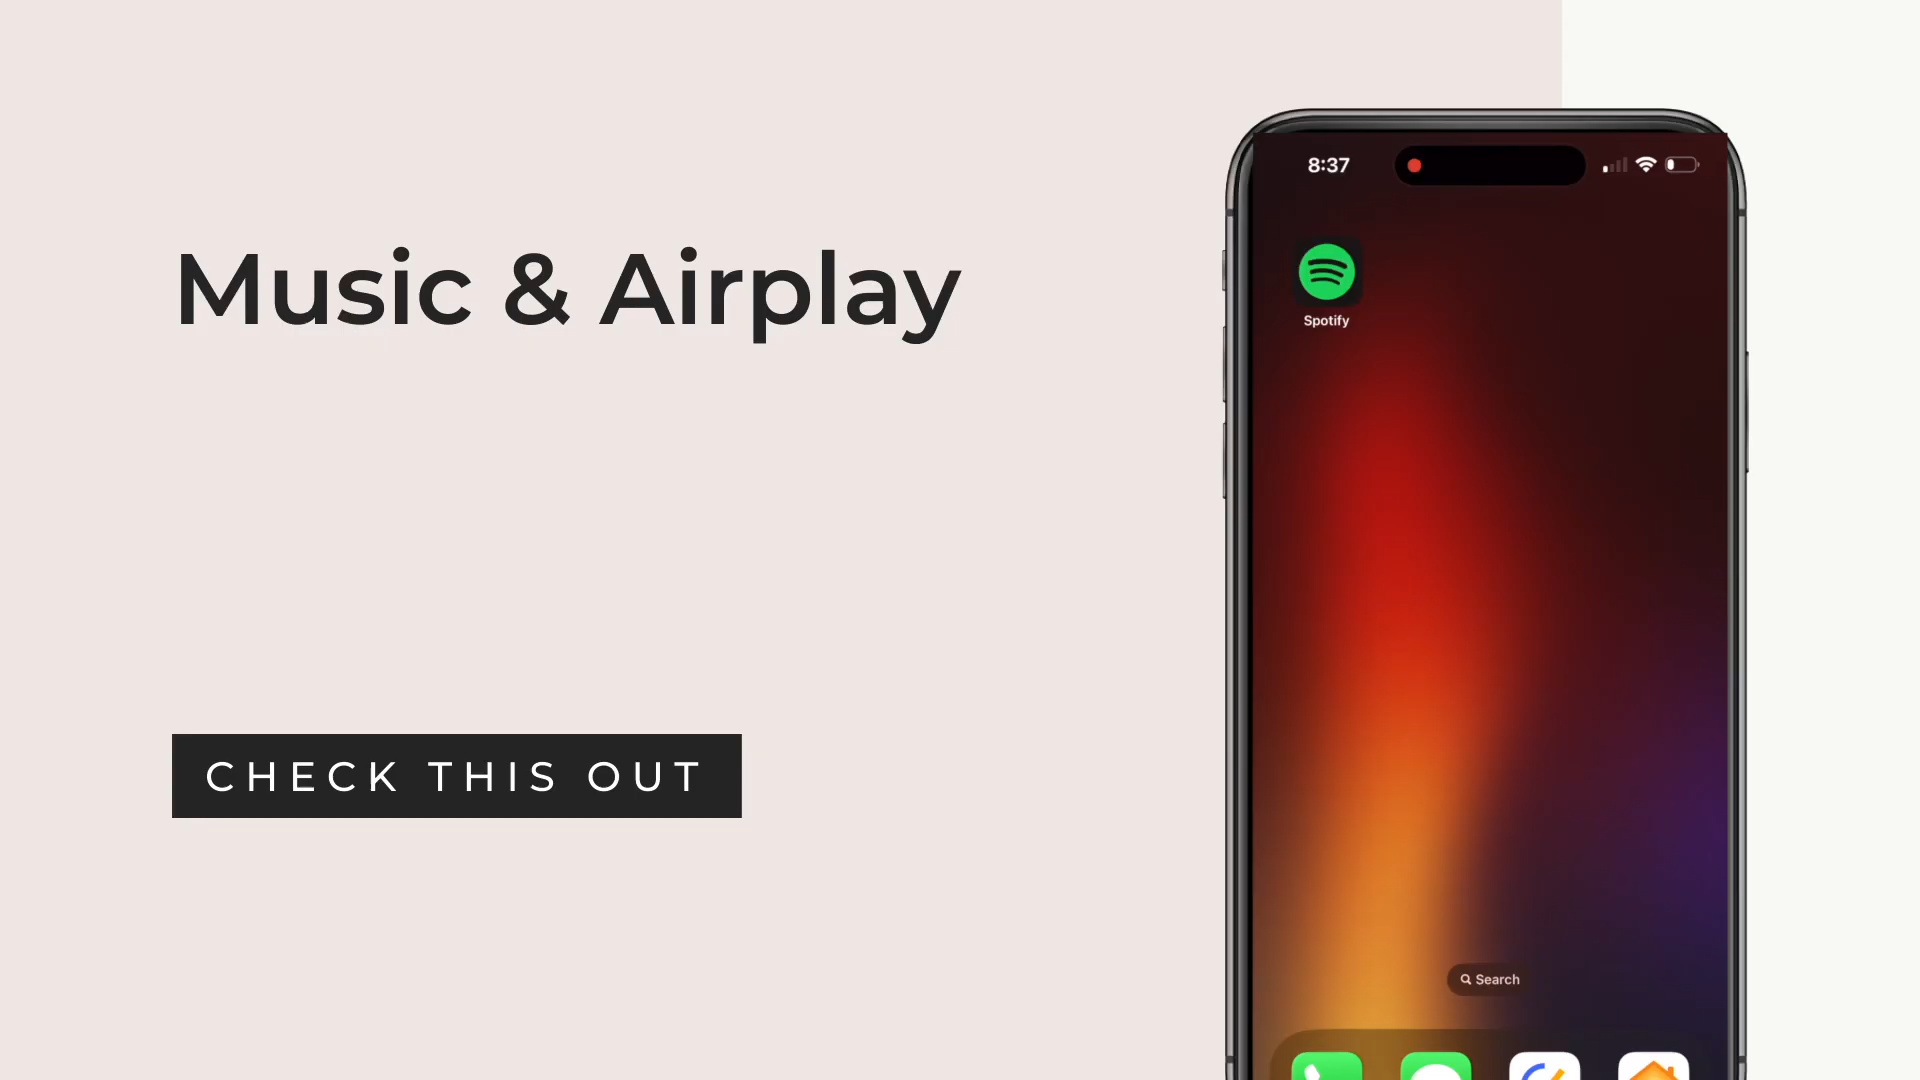 Music & Airplay
CHECK THIS OUT
8:37
Spotify
Search